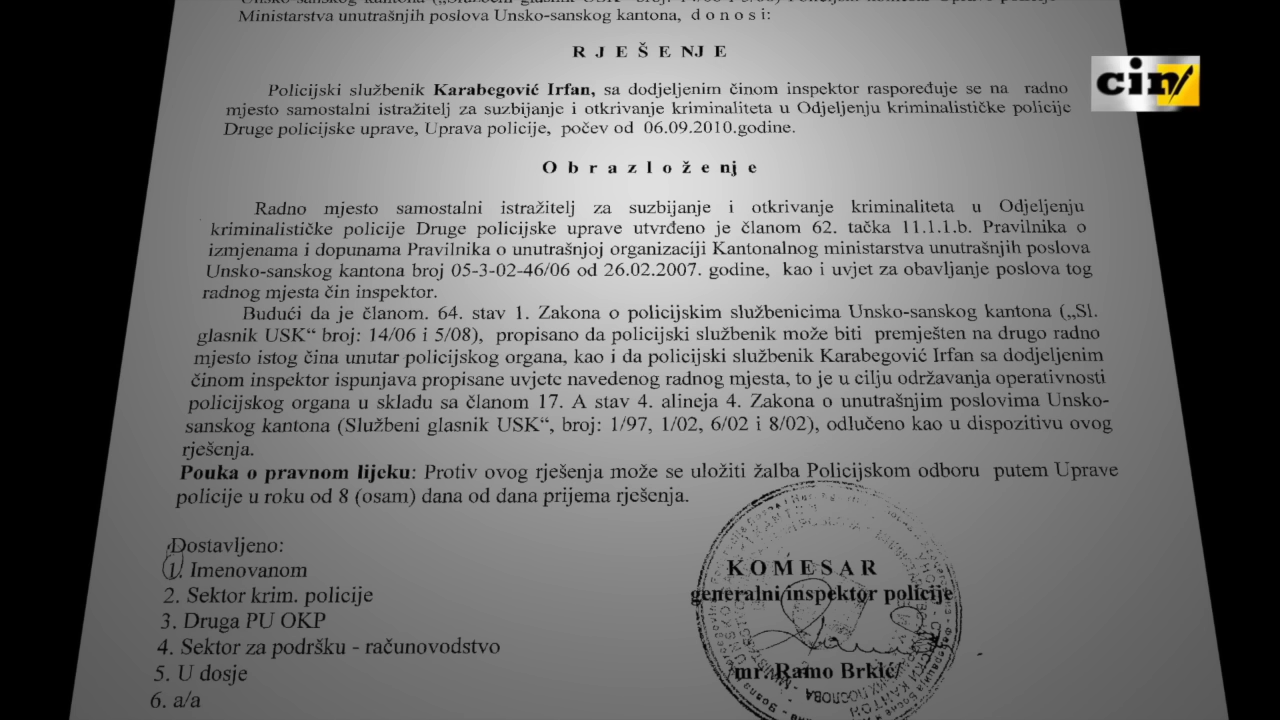 Ministarstva unutrašnjih poslova Unsko-sanskog kantona, d o n o s i:
R J E Š E NJ E
Policijski službenik Karabegović Irfan, sa dodjeljenim činom inspektor raspoređuje se na radno
mjesto samostalni istražitelj za suzbijanje i otkrivanje kriminaliteta u Odjeljenju kriminalističke policije
Druge policijske uprave, Uprava policije, počev od 06.09.2010.godine.
O b r a z l o ž e nj e
Radno mjesto samostalni istražitelj za suzbijanje i otkrivanje kriminaliteta u Odjeljenju
kriminalističke policije Druge policijske uprave utvrđeno je članom 62. tačka 11.1.1.b. Pravilnika o
izmjenama i dopunama Pravilnika o unutrašnjoj organizaciji Kantonalnog ministarstva unutrašnjih poslova
Unsko-sanskog kantona broj 05-3-02-46/06 od 26.02.2007. godine, kao i uvjet za obavljanje poslova tog
radnog mjesta čin inspektor.
Budući da je članom. 64. stav 1. Zakona o policijskim službenicima Unsko-sanskog kantona („Sl.
glasnik USK“ broj: 14/06 i 5/08), propisano da policijski službenik može biti premješten na drugo radno
mjesto istog čina unutar policijskog organa, kao i da policijski službenik Karabegović Irfan sa dodjeljenim
činom inspektor ispunjava propisane uvjete navedenog radnog mjesta, to je u cilju održavanja operativnosti
policijskog organa u skladu sa članom 17. A stav 4. alineja 4. Zakona o unutrašnjim poslovima Unsko-
sanskog kantona (Službeni glasnik USK“, broj: 1/97, 1/02, 6/02 i 8/02), odlučeno kao u dispozitivu ovog
rješenja.
Pouka o pravnom lijeku: Protiv ovog rješenja može se uložiti žalba Policijskom odboru putem Uprave
policije u roku od 8 (osam) dana od dana prijema rješenja.
Dostavljeno:
1. Imenovanom
2. Sektor krim. policije
3. Druga PU OKP
4. Sektor za podršku - računovodstvo
5. U dosje
6. a/a
K O M E S A R
generalni inspektor policije
mr. Ramo Brkić
cin